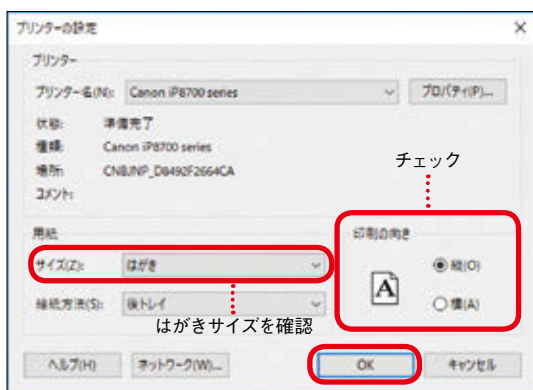 プリンターの設定
プリンター
プリンター名(N): Canon iP8700 series プロパティ(P)...
状態: 準備完了
種類: Canon iP8700 series
場所: CNBJNP_D8492F2664CA
コメント:
チェック
用紙 印刷の向き
サイズ(Z): はがき 縦(O)
給紙方法(S): 後トレイ A 横(A)
はがきサイズを確認
ヘルプ(H) ネットワーク(W)... OK キャンセル